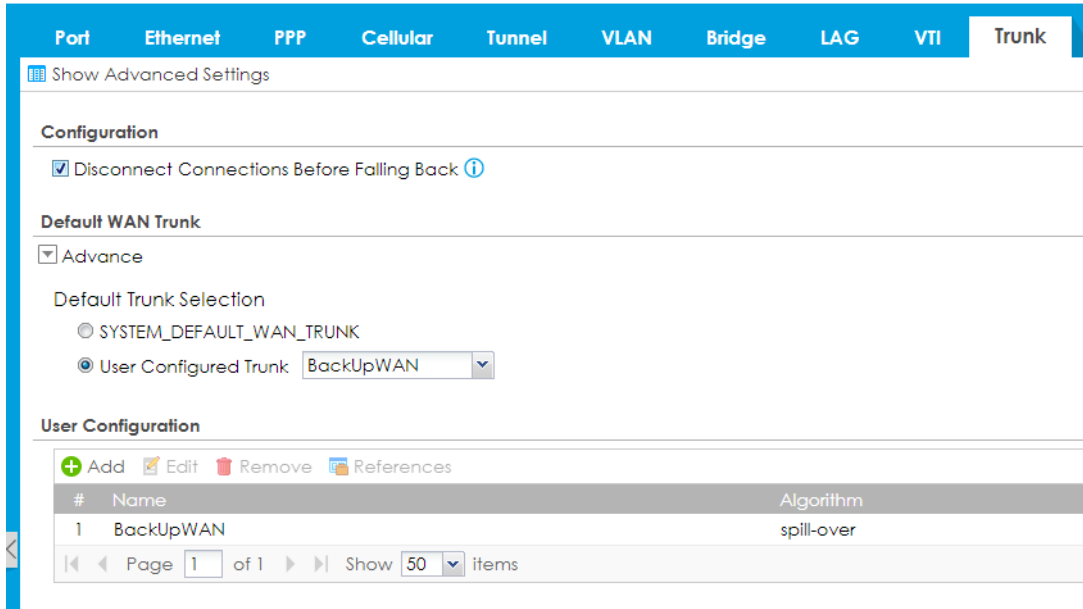 Port Ethernet PPP Cellular Tunnel VLAN Bridge LAG VTI Trunk
Show Advanced Settings
Configuration
Disconnect Connections Before Falling Back
Default WAN Trunk
Advance
Default Trunk Selection
SYSTEM_DEFAULT_WAN_TRUNK
User Configured Trunk BackUpWAN
User Configuration
Add Edit Remove References
# Name Algorithm
1 BackUpWAN spill-over
Page 1 of 1 Show 50 items